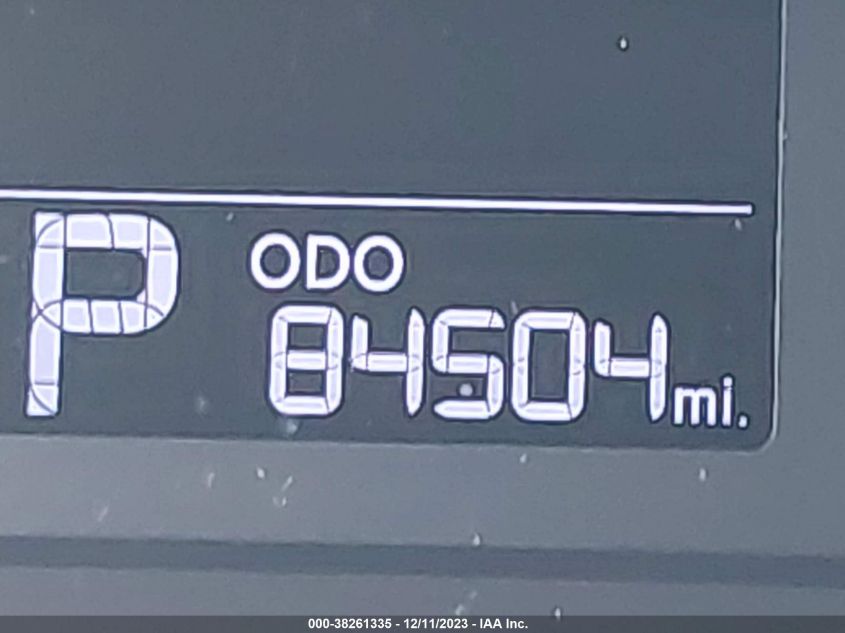 P ODO
84504 mi.
000-38261335 - 12/11/2023 - IAA Inc.